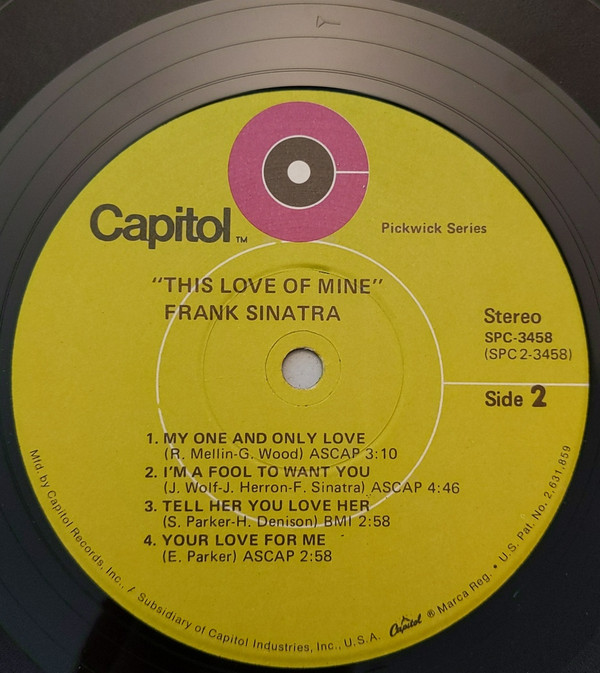 Capitol TM
Pickwick Series
"THIS LOVE OF MINE"
FRANK SINATRA
Stereo
SPC-3458
(SPC 2-3458)
Side 2
1. MY ONE AND ONLY LOVE
(R. Mellin-G. Wood) ASCAP 3:10
2. I'M A FOOL TO WANT YOU
(J. Wolf-J. Herron-F. Sinatra) ASCAP 4:46
3. TELL HER YOU LOVE HER
(S. Parker-H. Denison) BMI 2:58
4. YOUR LOVE FOR ME
(E. Parker) ASCAP 2:58
Mfd. by Capitol Records, Inc., A Subsidiary of Capitol Industries, Inc., U.S.A. Capitol ® Marca Reg. • U.S. Pat. No. 2,631,859